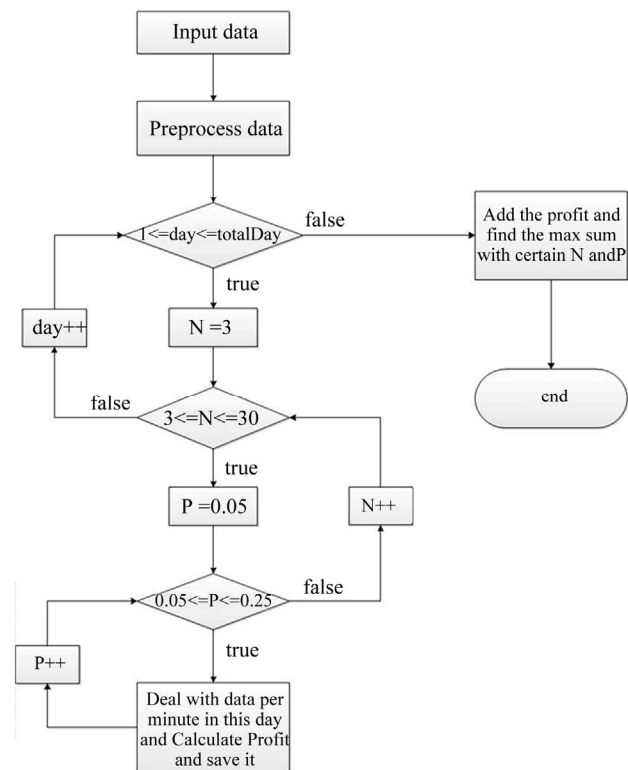 Input data
Preprocess data
1<=day<=totalDay
false
Add the profit and
find the max sum
with certain N andP
true
day++
N =3
end
false
3<=N<=30
true
P =0.05
N++
0.05<=P<=0.25
false
true
P++
Deal with data per
minute in this day
and Calculate Profit
and save it